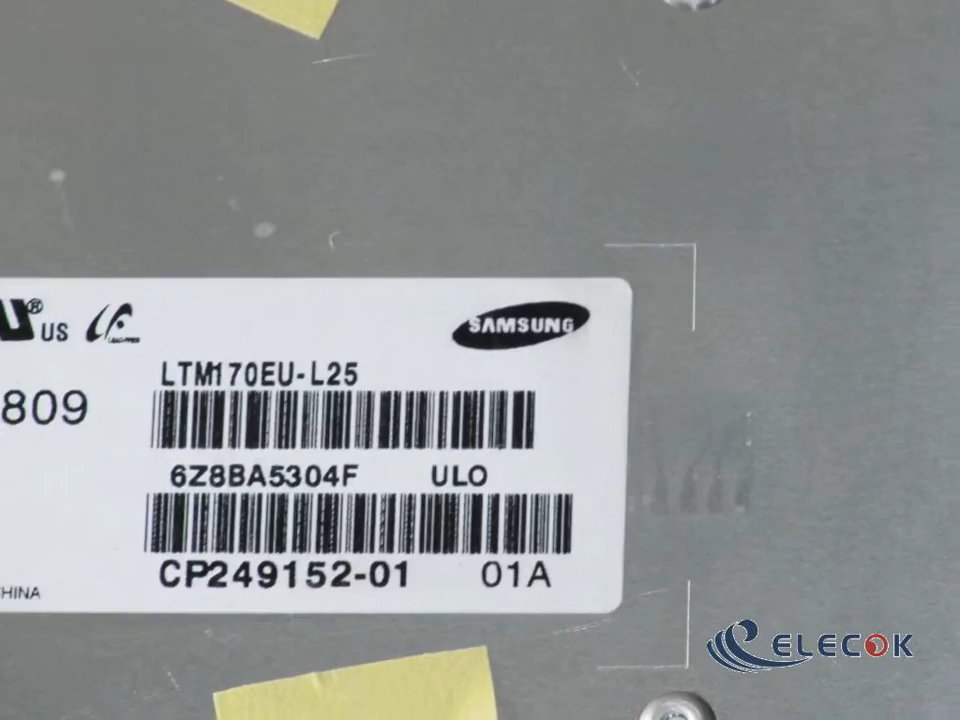 ® US
SAMSUNG
LTM170EU-L25
809
6Z8BA5304F ULO
CP249152-01 01A
HINA
ELECOK